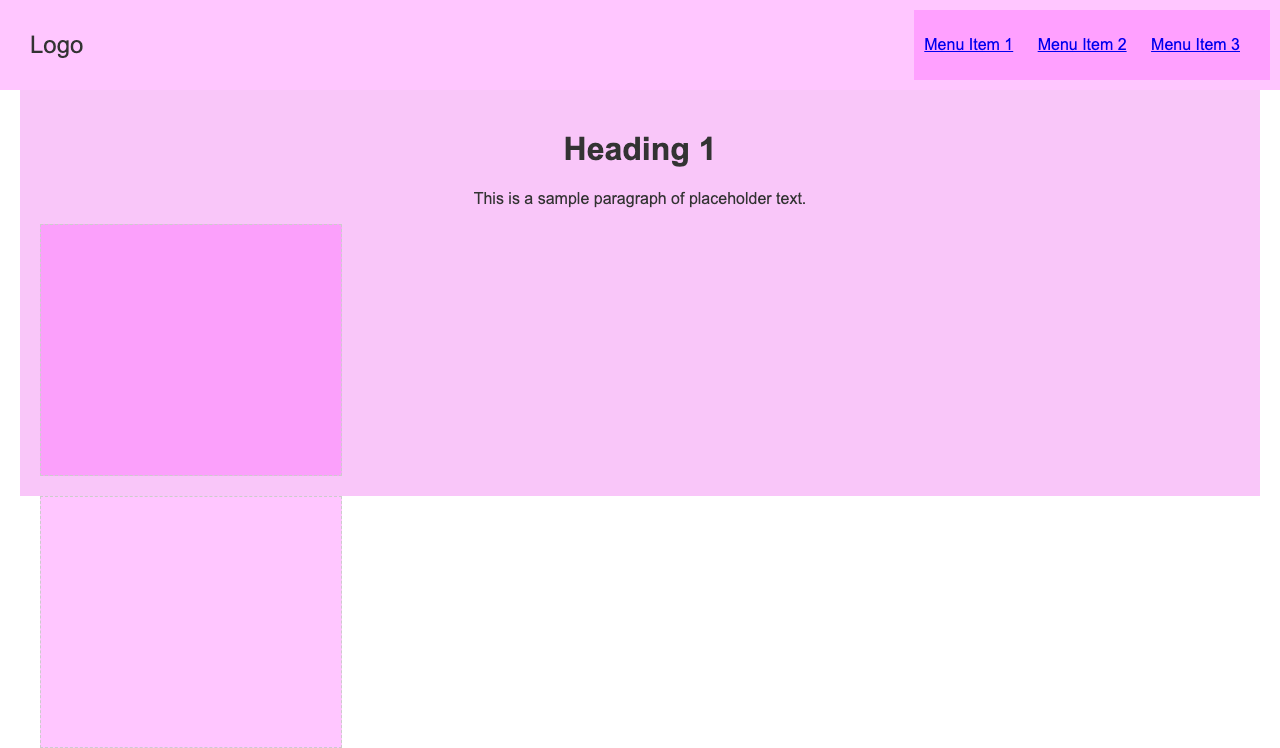 Logo
Menu Item 1 Menu Item 2 Menu Item 3
Heading 1
This is a sample paragraph of placeholder text.